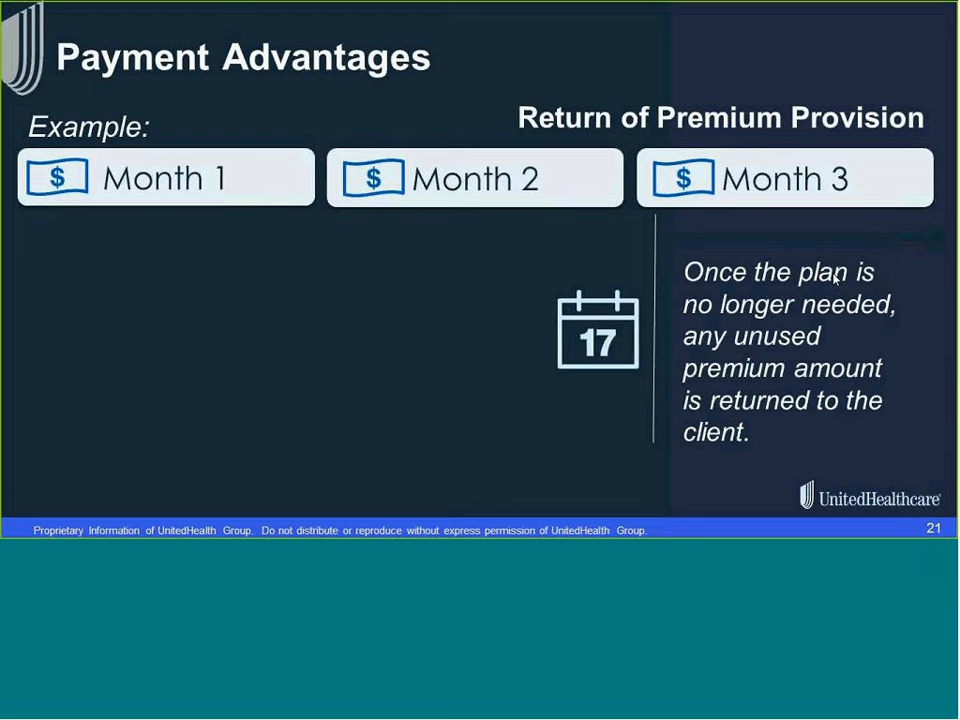 Payment Advantages
Example:
Return of Premium Provision
$ Month 1
$ Month 2
$ Month 3
17
Once the plan is
no longer needed,
any unused
premium amount
is returned to the
client.
UnitedHealthcare®
Proprietary Information of UnitedHealth Group. Do not distribute or reproduce without express permission of UnitedHealth Group.
21